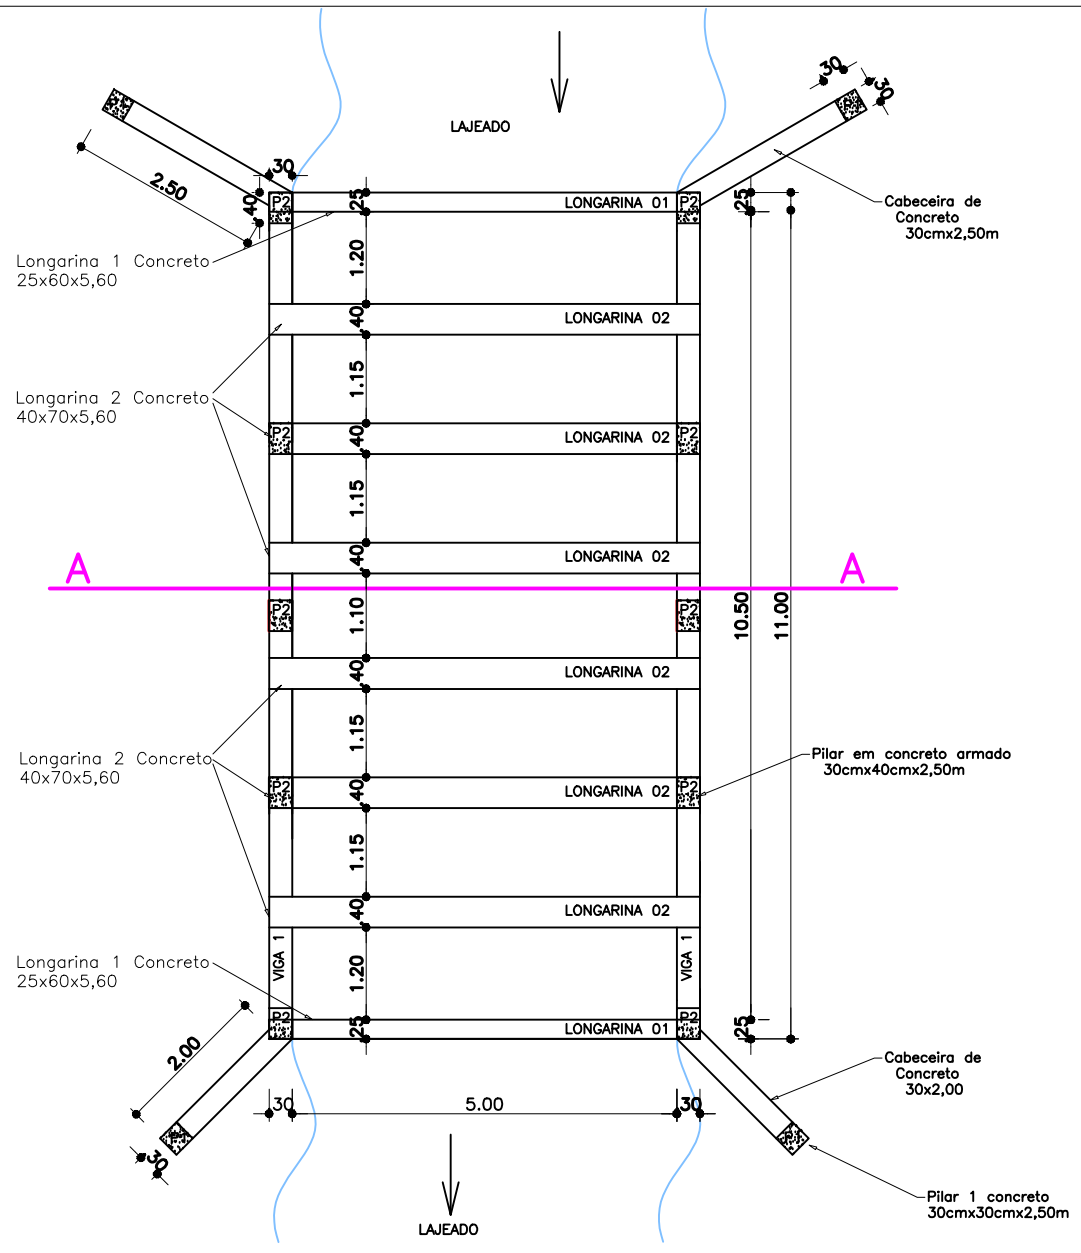 LAJEADO
30
30
2.50
30
.40
P2
.25
LONGARINA 01
P2
.25
Cabeceira de
Concreto
30cmx2,50m
Longarina 1 Concreto
25x60x5,60
1.20
.40
LONGARINA 02
1.15
Longarina 2 Concreto
40x70x5,60
P2
.40
LONGARINA 02
P2
1.15
.40
LONGARINA 02
A
A
P2
1.10
P2
10.50
11.00
.40
LONGARINA 02
1.15
Longarina 2 Concreto
40x70x5,60
Pilar em concreto armado
30cmx40cmx2,50m
P2
.40
LONGARINA 02
P2
1.15
.40
LONGARINA 02
VIGA 1
1.20
VIGA 1
Longarina 1 Concreto
25x60x5,60
P2
.25
LONGARINA 01
P2
.25
2.00
Cabeceira de
Concreto
30x2,00
30
5.00
30
30
Pilar 1 concreto
30cmx30cmx2,50m
LAJEADO